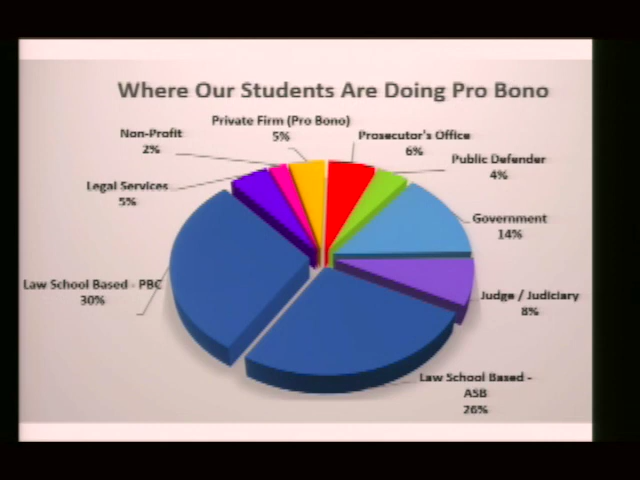 Where Our Students Are Doing Pro Bono
Private Firm (Pro Bono)
5%
Prosecutor's Office
6%
Non-Profit
2%
Public Defender
4%
Legal Services
5%
Government
14%
Law School Based - PBC
30%
Judge / Judiciary
8%
Law School Based -
ASB
26%